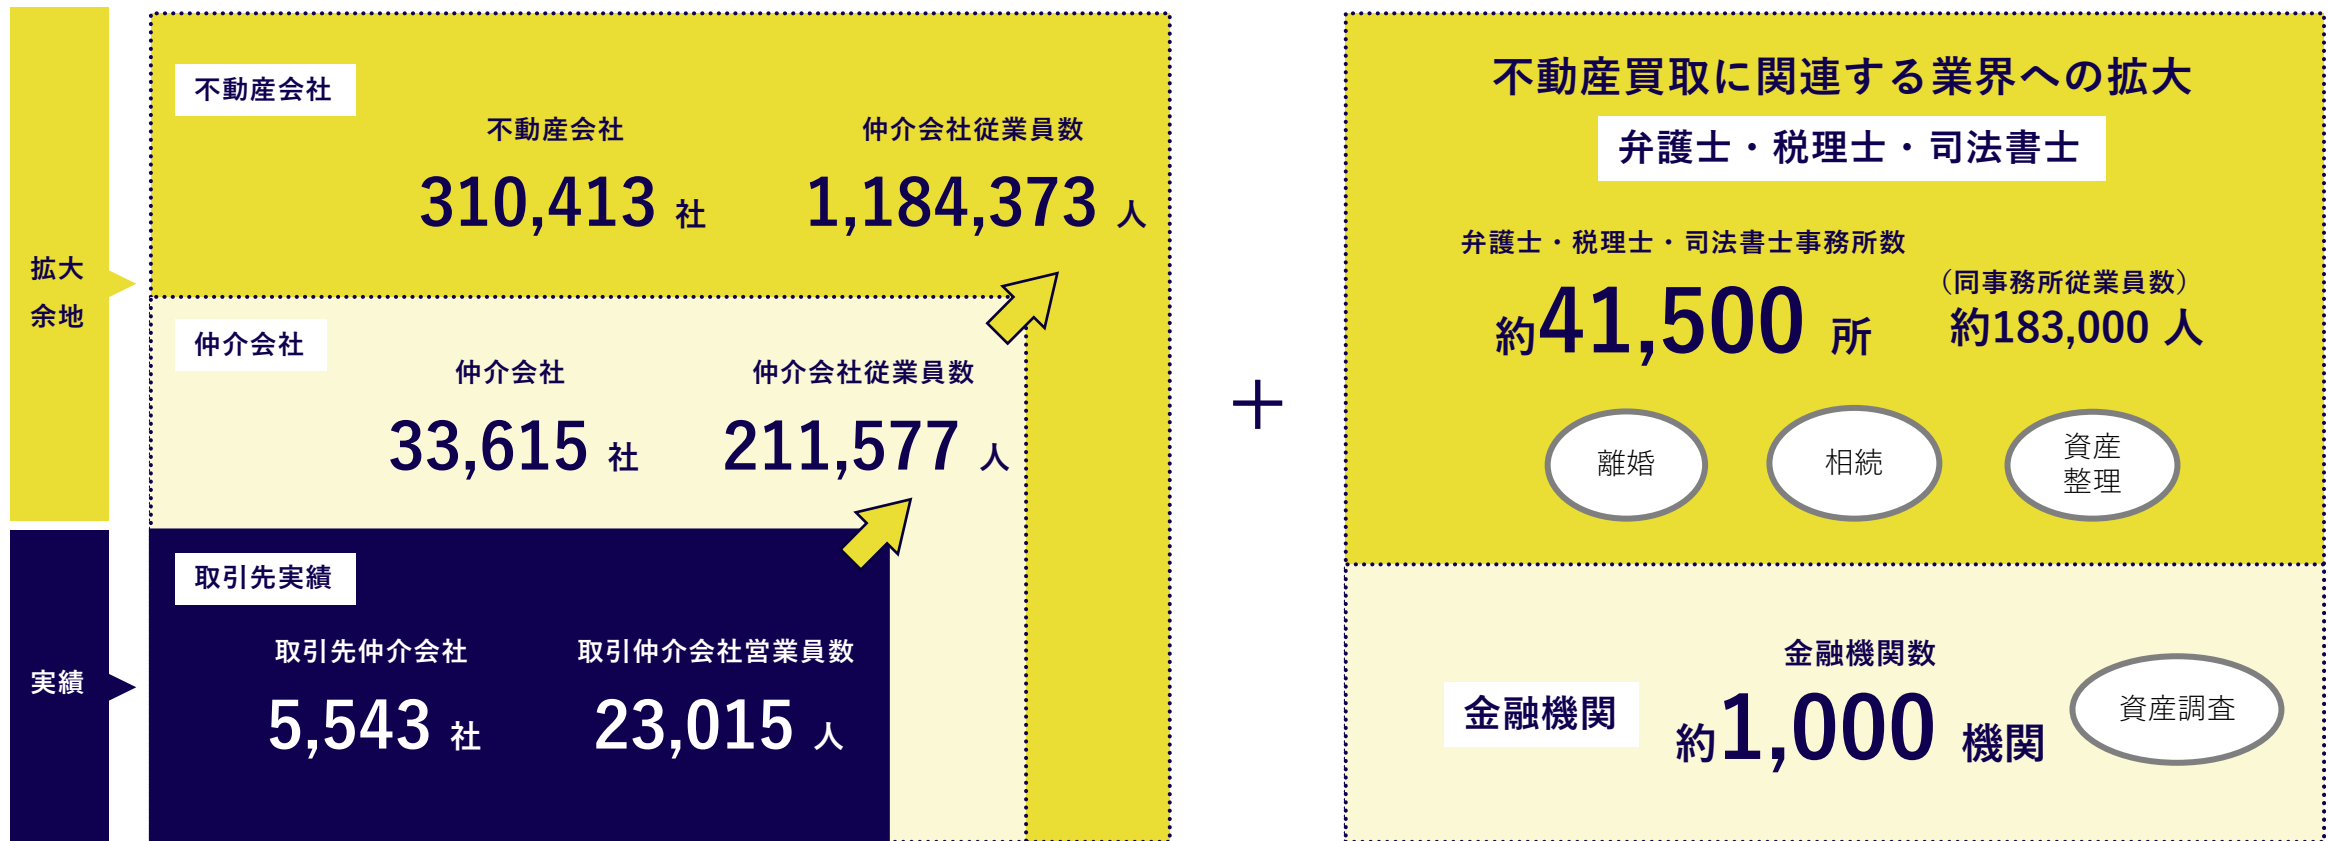 拡大
余地
実績
不動産会社
不動産会社
仲介会社従業員数
310,413 社
1,184,373 人
仲介会社
仲介会社
仲介会社従業員数
33,615 社
211,577 人
取引先実績
取引先仲介会社
取引仲介会社営業員数
5,543 社
23,015 人
+
不動産買取に関連する業界への拡大
弁護士・税理士・司法書士
弁護士・税理士・司法書士事務所数
約41,500 所
（同事務所従業員数）
約183,000 人
離婚
相続
資産
整理
金融機関
金融機関数
約1,000 機関
資産調査